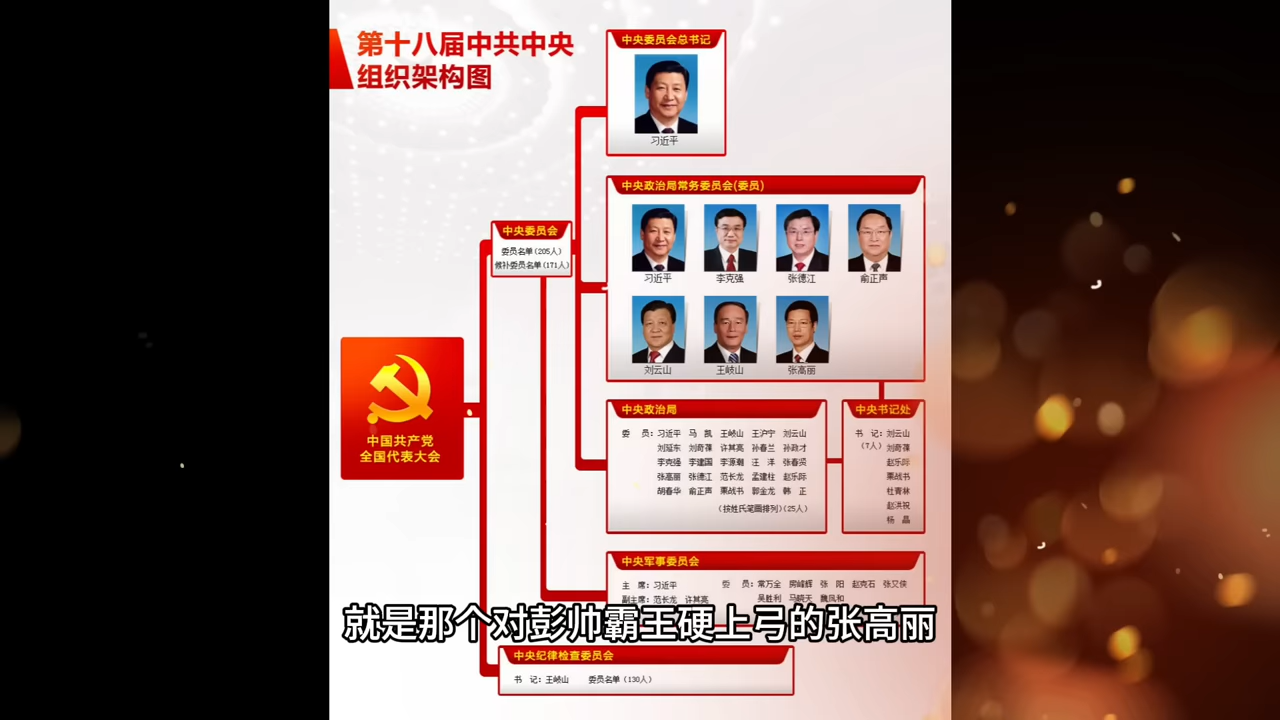 第十八届中共中央
组织架构图
中央委员会总书记
习近平
中央政治局常务委员会(委员)
习近平 李克强 张德江 俞正声
刘云山 王岐山 张高丽
中央委员会
委员名单(205人)
候补委员名单(171人)
中国共产党
全国代表大会
中央政治局
委 员:习近平 马 凯 王岐山 王沪宁 刘云山
刘延东 刘奇葆 许其亮 孙春兰 孙政才
李克强 李建国 李源潮 汪 洋 张春贤
张高丽 张德江 范长龙 孟建柱 赵乐际
胡春华 俞正声 栗战书 郭金龙 韩 正
(按姓氏笔画排列)(25人)
中央书记处
书 记:刘云山
(7人) 刘奇葆
赵乐际
栗战书
杜青林
赵洪祝
杨 晶
中央军事委员会
主 席:习近平 委 员:常万全 房峰辉 张 阳 赵克石 张又侠
副主席:范长龙 许其亮 吴胜利 马晓天 魏凤和
就是那个对彭帅霸王硬上弓的张高丽
中央纪律检查委员会
书 记:王岐山 委员名单(130人)